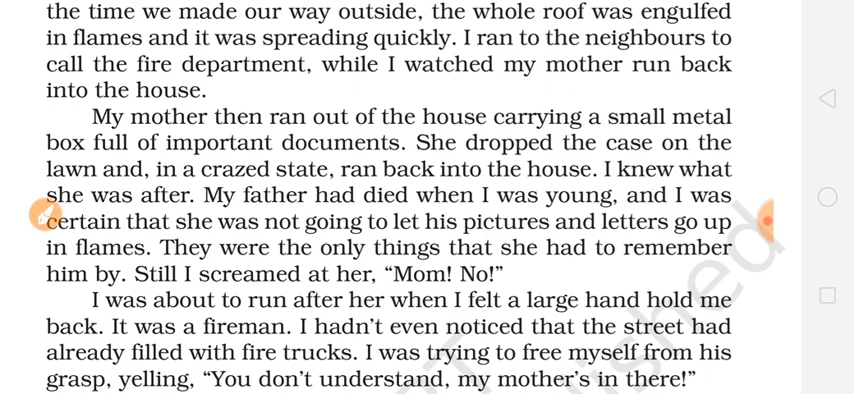 the time we made our way outside, the whole roof was engulfed
in flames and it was spreading quickly. I ran to the neighbours to
call the fire department, while I watched my mother run back
into the house.
My mother then ran out of the house carrying a small metal
box full of important documents. She dropped the case on the
lawn and, in a crazed state, ran back into the house. I knew what
she was after. My father had died when I was young, and I was
certain that she was not going to let his pictures and letters go up
in flames. They were the only things that she had to remember
him by. Still I screamed at her, “Mom! No!”
I was about to run after her when I felt a large hand hold me
back. It was a fireman. I hadn’t even noticed that the street had
already filled with fire trucks. I was trying to free myself from his
grasp, yelling, “You don’t understand, my mother’s in there!”